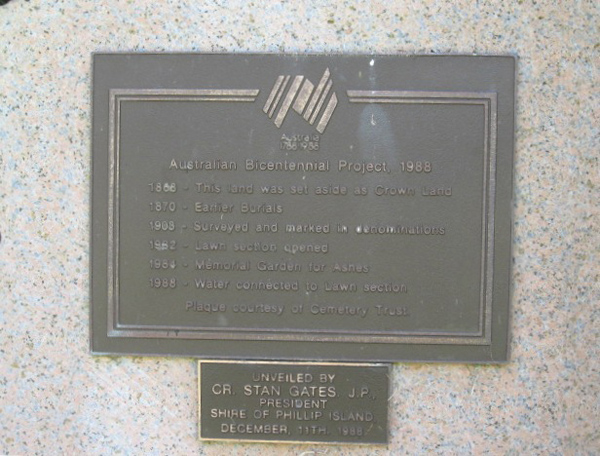 Australia
1788 1988
Australian Bicentennial Project, 1988
1868 - This land was set aside as Crown Land
1870 - Earlier Burials
- Surveyed and marked in denominations
1982 - Lawn section opened
1984 - Memorial Garden for Ashes
1988 - Water connected to Lawn section
Plaque courtesy of Cemetery Trust.
UNVEILED BY
CR. STAN GATES, J.P.,
PRESIDENT
SHIRE OF PHILLIP ISLAND
DECEMBER, 11TH. 1988